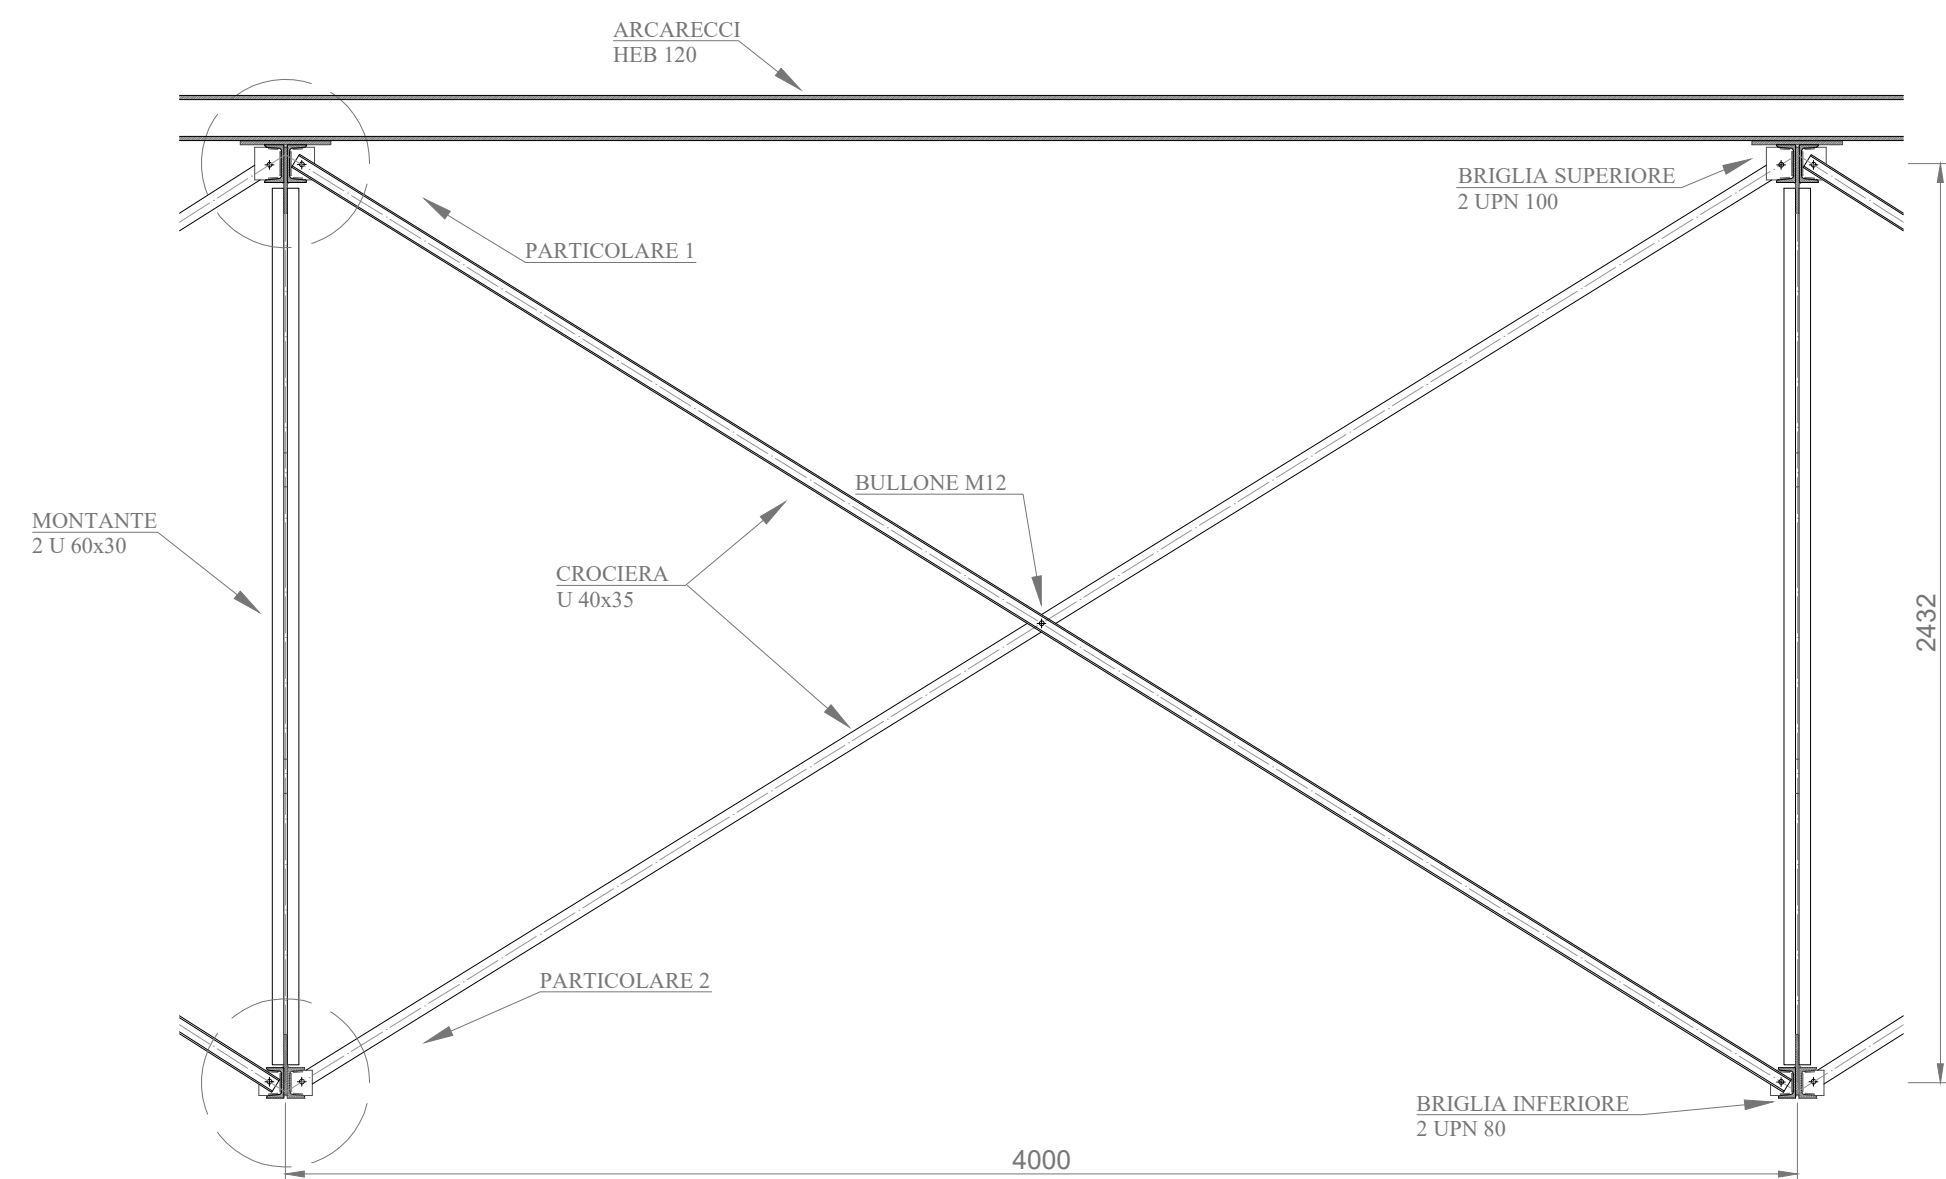 ARCARECCI
HEB 120
BRIGLIA SUPERIORE
2 UPN 100
PARTICOLARE 1
BULLONE M12
MONTANTE
2 U 60x30
CROCIERA
U 40x35
2432
PARTICOLARE 2
BRIGLIA INFERIORE
2 UPN 80
4000